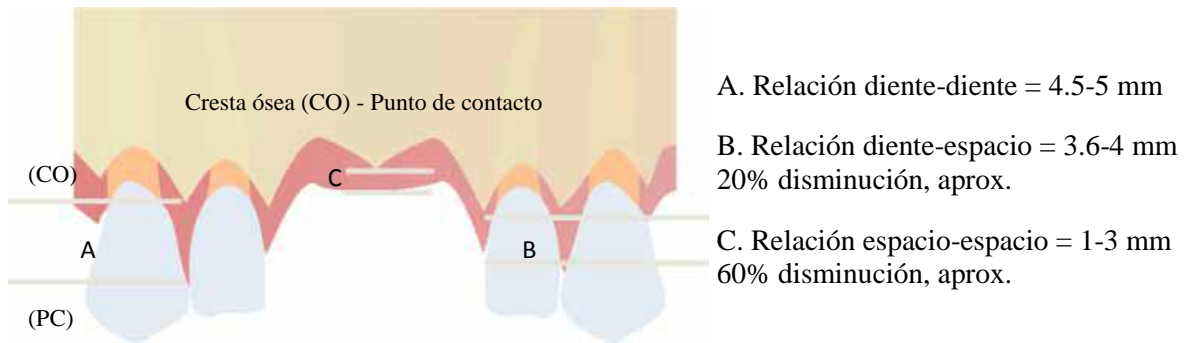 Cresta ósea (CO) - Punto de contacto
(CO)
C
A
B
(PC)
A. Relación diente-diente = 4.5-5 mm
B. Relación diente-espacio = 3.6-4 mm
20% disminución, aprox.
C. Relación espacio-espacio = 1-3 mm
60% disminución, aprox.